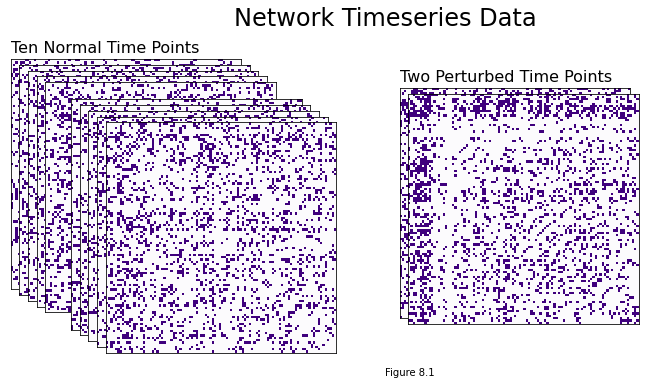 Network Timeseries Data
Ten Normal Time Points
Two Perturbed Time Points
Figure 8.1